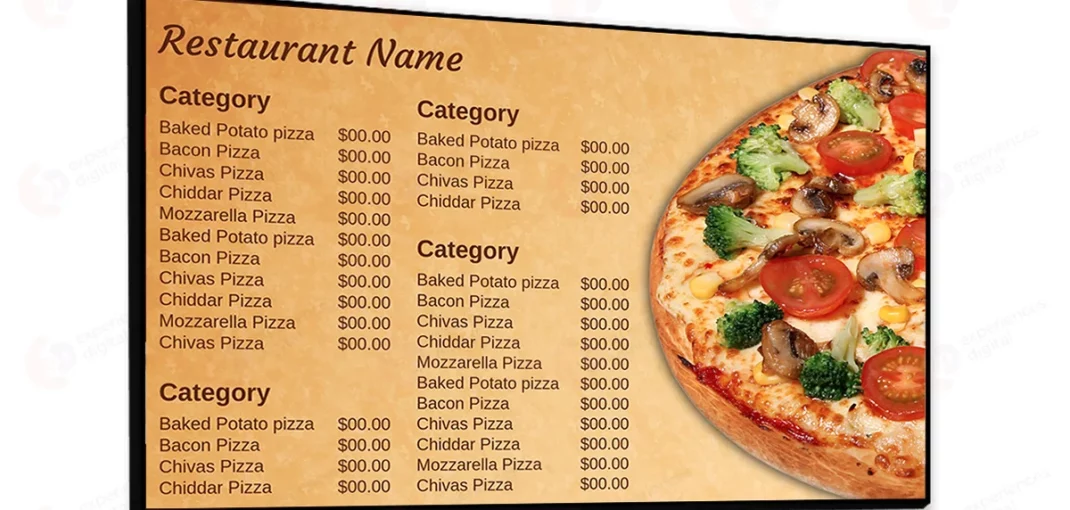 Restaurant Name
Category
Baked Potato pizza $00.00
Bacon Pizza $00.00
Chivas Pizza $00.00
Chiddar Pizza $00.00
Mozzarella Pizza $00.00
Baked Potato pizza $00.00
Bacon Pizza $00.00
Chivas Pizza $00.00
Chiddar Pizza $00.00
Mozzarella Pizza $00.00
Chivas Pizza $00.00
Category
Baked Potato pizza $00.00
Bacon Pizza $00.00
Chivas Pizza $00.00
Chiddar Pizza $00.00
Category
Baked Potato pizza $00.00
Bacon Pizza $00.00
Chivas Pizza $00.00
Chiddar Pizza $00.00
Category
Baked Potato pizza $00.00
Bacon Pizza $00.00
Chivas Pizza $00.00
Chiddar Pizza $00.00
Mozzarella Pizza $00.00
Baked Potato pizza $00.00
Bacon Pizza $00.00
Chivas Pizza $00.00
Chiddar Pizza $00.00
Mozzarella Pizza $00.00
Chivas Pizza $00.00